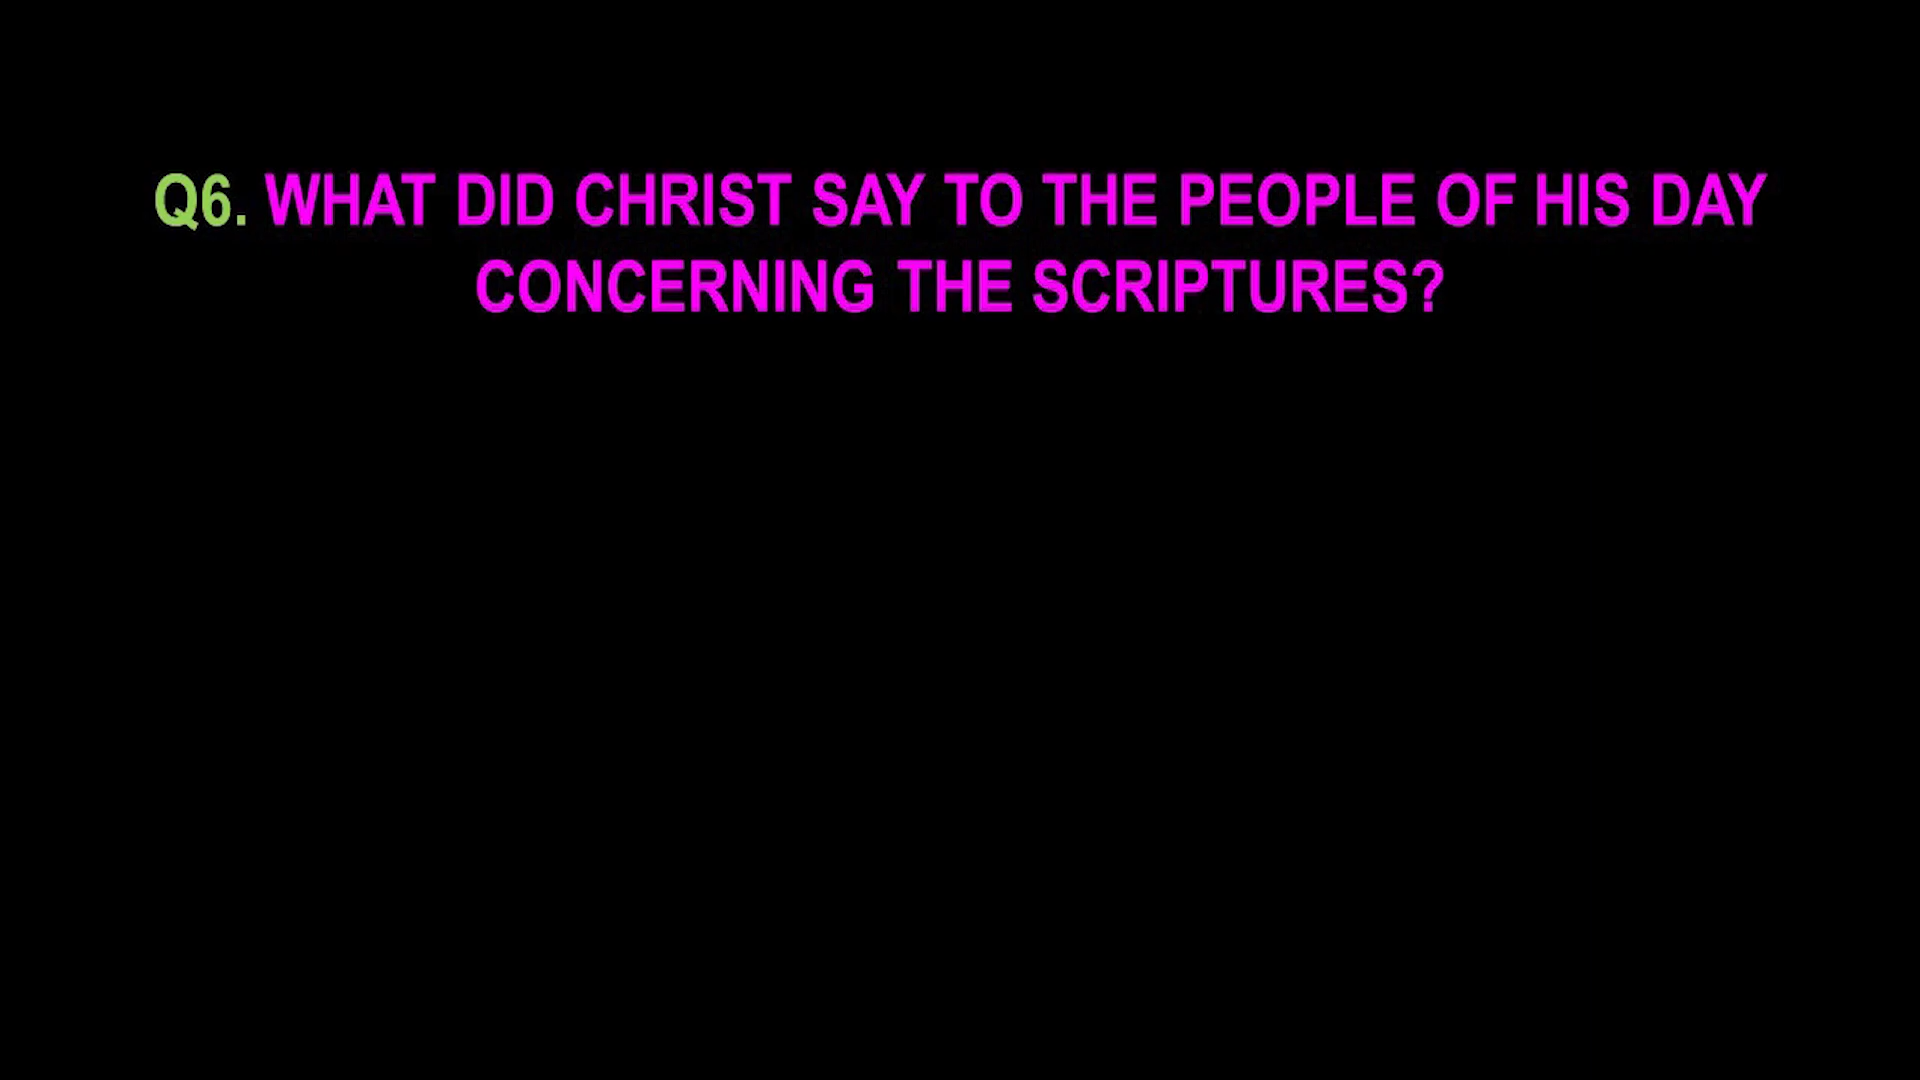 Q6. WHAT DID CHRIST SAY TO THE PEOPLE OF HIS DAY
CONCERNING THE SCRIPTURES?